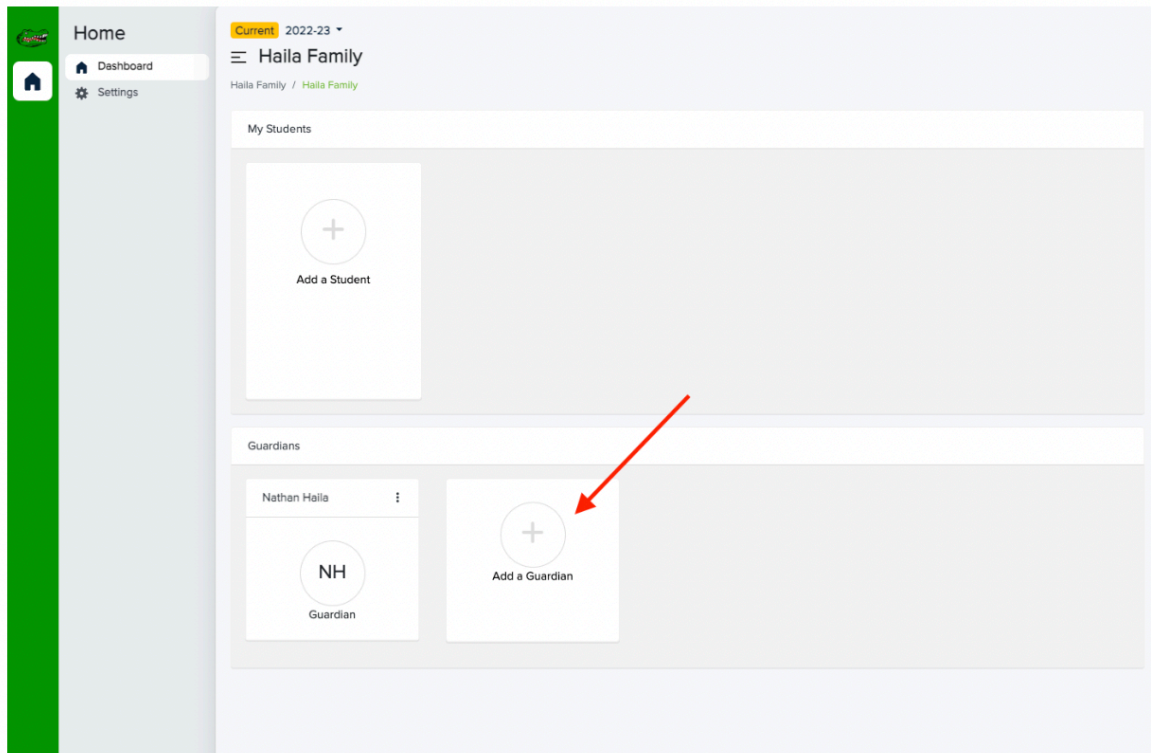 Home
Dashboard
Settings
Current 2022-23
Haila Family
Haila Family / Haila Family
My Students
Add a Student
Guardians
Nathan Haila
NH
Guardian
Add a Guardian